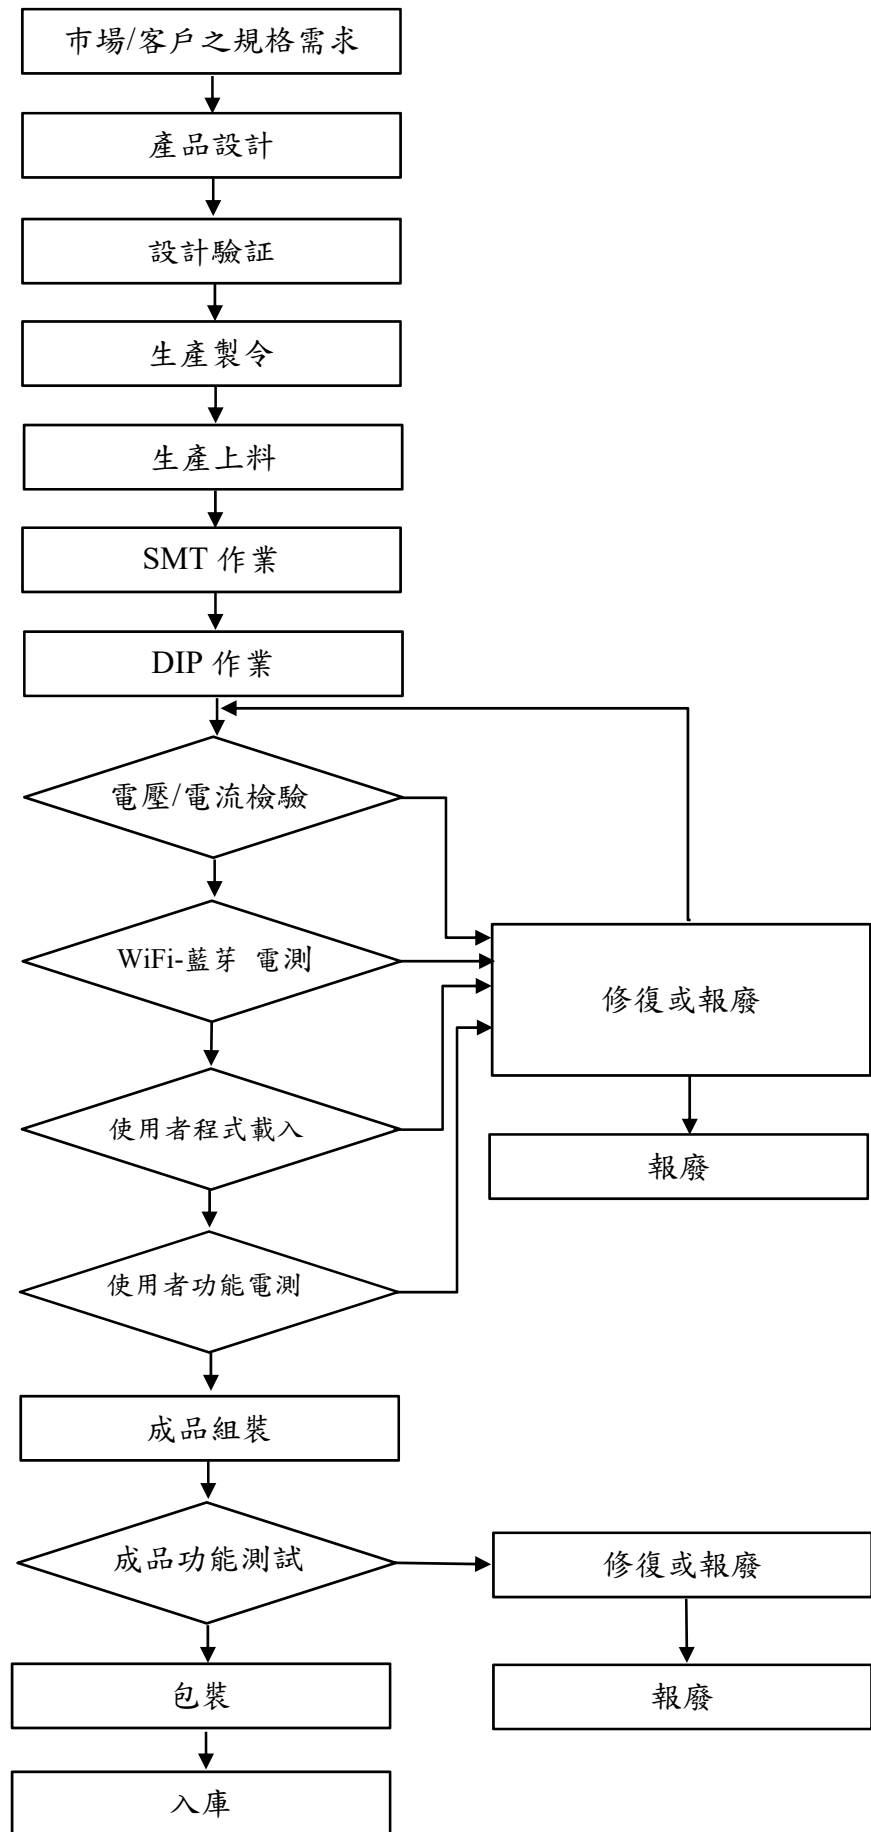 市場/客戶之規格需求
產品設計
設計驗証
生產製令
生產上料
SMT 作業
DIP 作業
電壓/電流檢驗
WiFi-藍芽 電測
修復或報廢
使用者程式載入
報廢
使用者功能電測
成品組裝
成品功能測試
修復或報廢
包裝
報廢
入庫